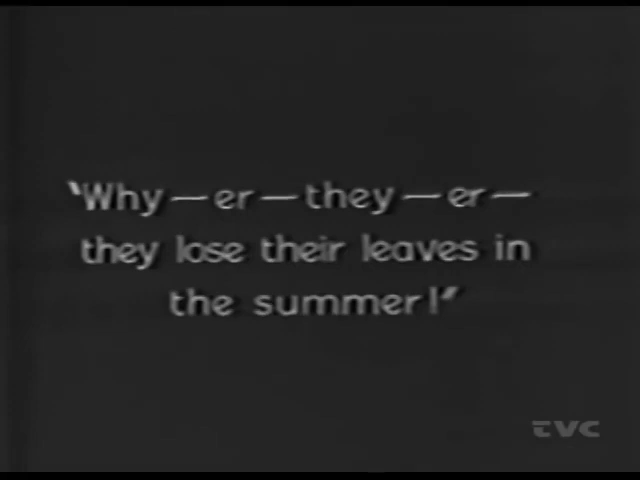 "Why—er—they—er—
they lose their leaves in
the summer!"
TVC